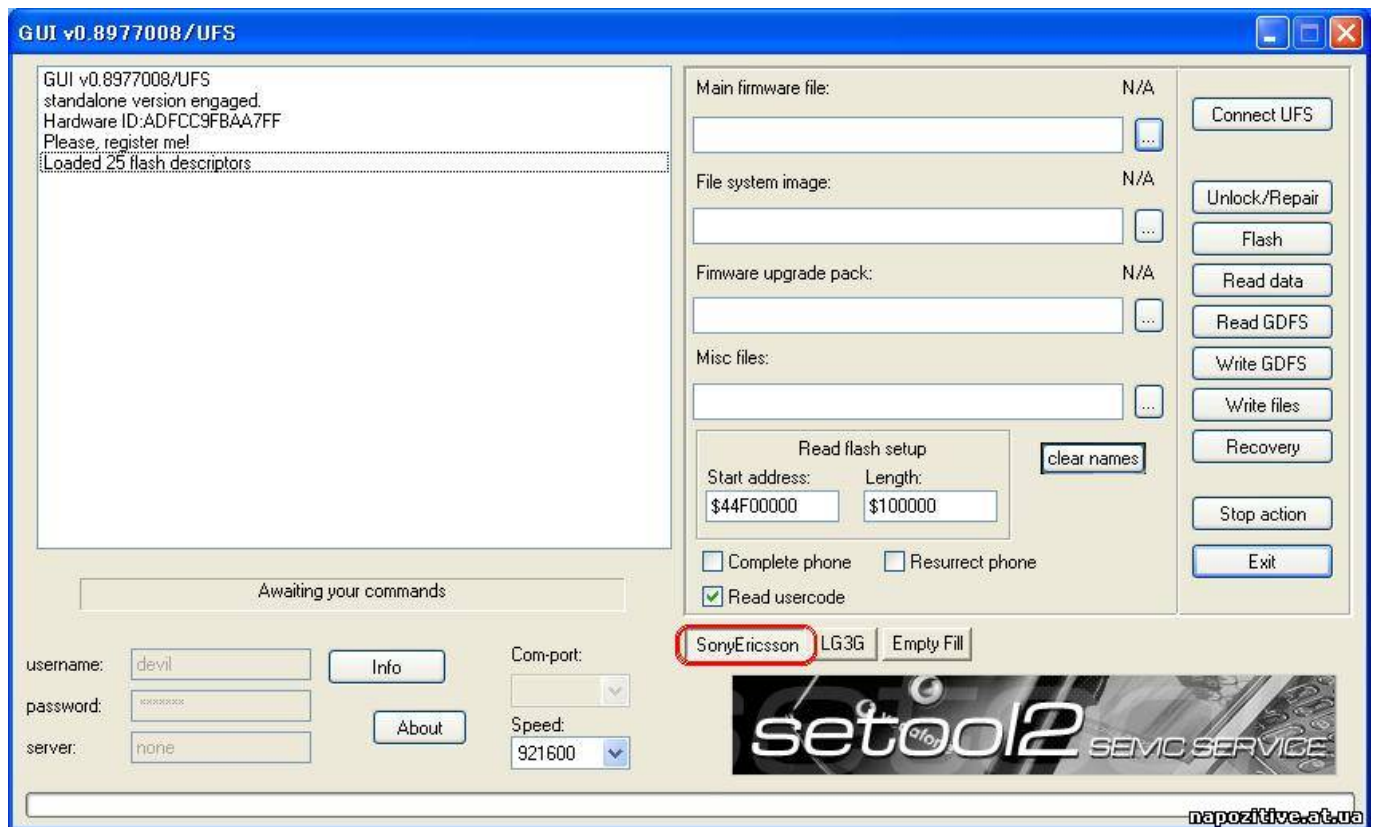 GUI v0.8977008/UFS
GUI v0.8977008/UFS
standalone version engaged.
Hardware ID:ADFCC9FBAA7FF
Please, register me!
Loaded 25 flash descriptors
Awaiting your commands
username:
devil
password:
xxxxxxx
server:
none
Info
About
Com-port:
Speed:
921600
Main firmware file:
N/A
...
File system image:
N/A
...
Fimware upgrade pack:
N/A
...
Misc files:
...
Read flash setup
Start address:
Length:
$44F00000
$100000
clear names
Complete phone
Resurrect phone
Read usercode
SonyEricsson
LG3G
Empty Fill
Connect UFS
Unlock/Repair
Flash
Read data
Read GDFS
Write GDFS
Write files
Recovery
Stop action
Exit
setool2 SEMC SERVICE
napozitive.at.ua